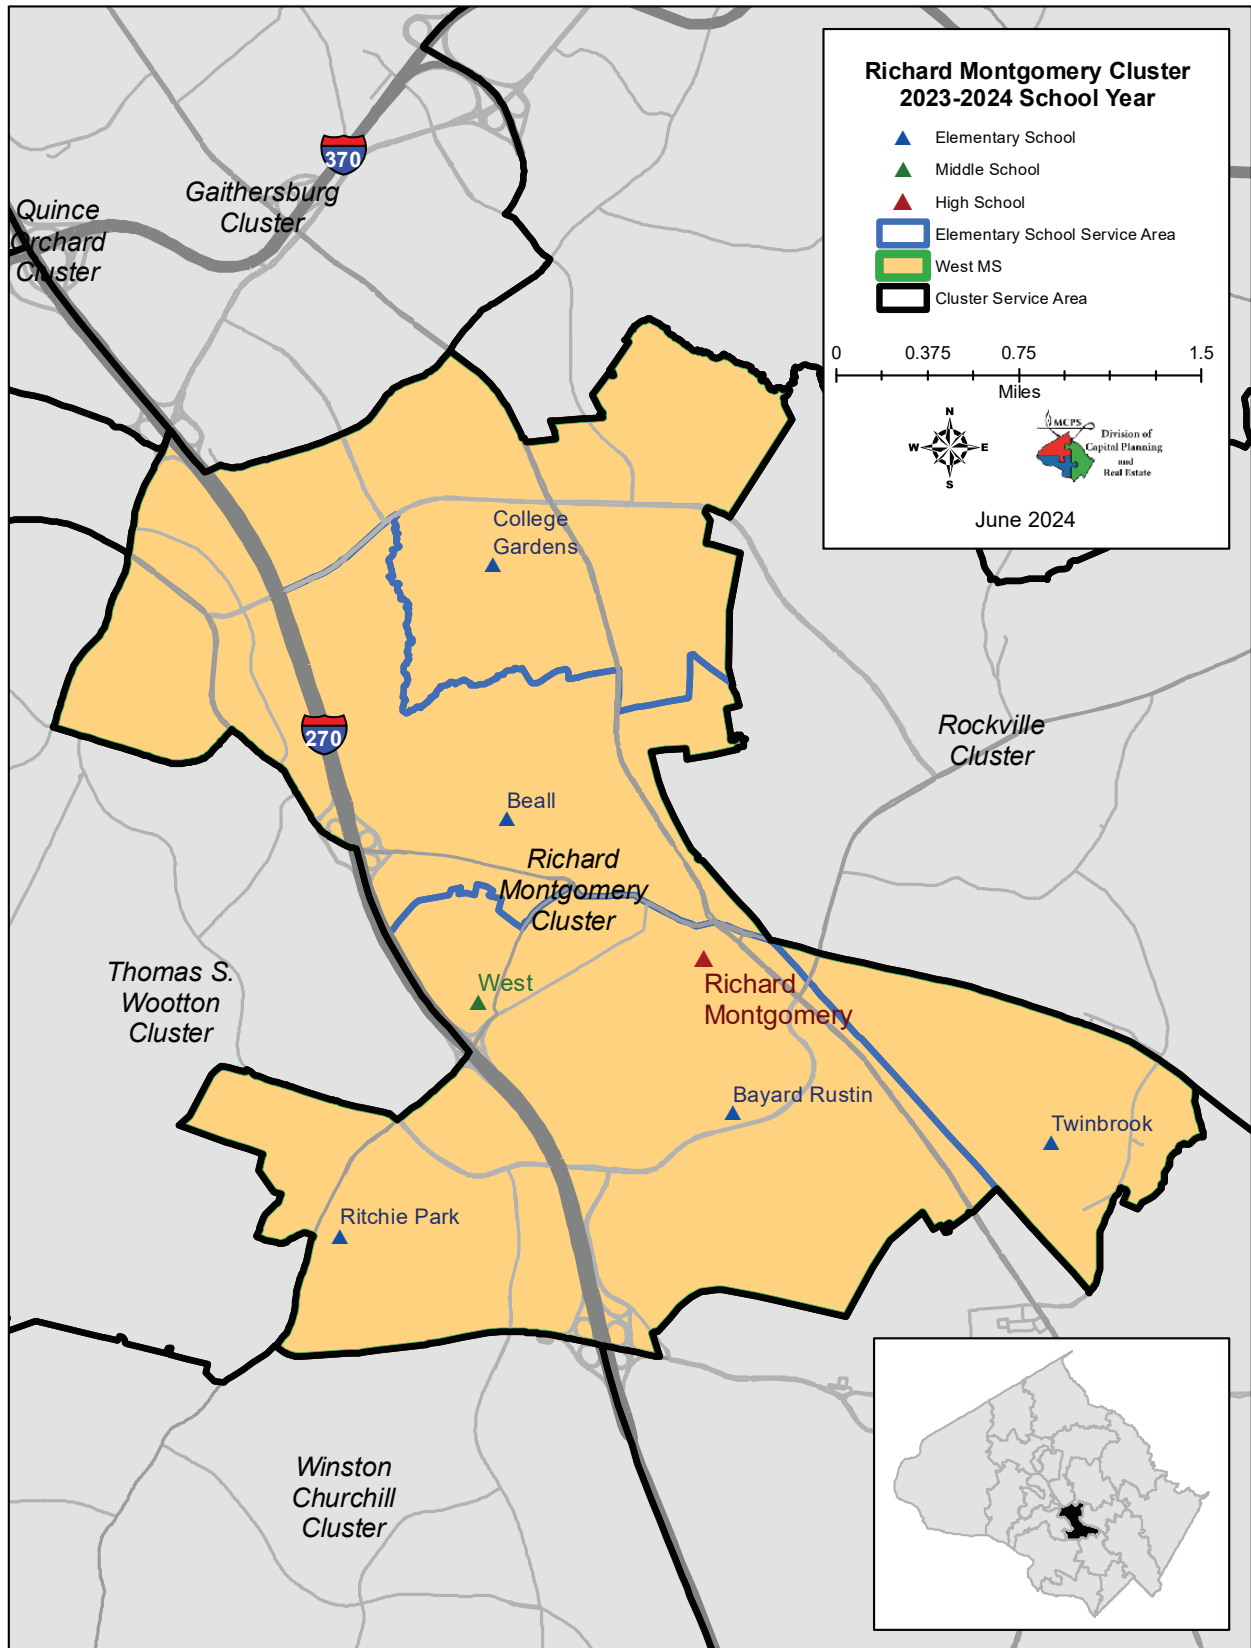 Richard Montgomery Cluster
2023-2024 School Year
Elementary School
Middle School
High School
Elementary School Service Area
West MS
Cluster Service Area
0 0.375 0.75 1.5
Miles
N
W E
S
MCPS
Division of
Capital Planning
and
Real Estate
June 2024
370
Gaithersburg
Cluster
Quince
Orchard
Cluster
College
Gardens
270
Rockville
Cluster
Beall
Richard
Montgomery
Cluster
Thomas S.
Wootton
Cluster
West
Richard
Montgomery
Bayard Rustin
Twinbrook
Ritchie Park
Winston
Churchill
Cluster